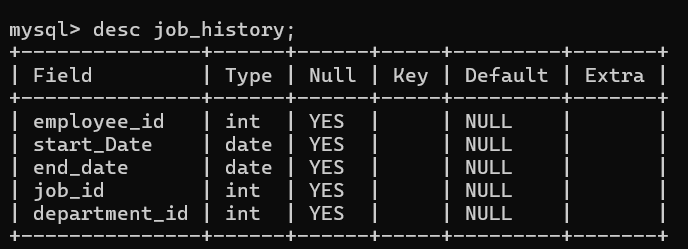 mysql> desc job_history;
+---------------+------+------+-----+---------+-------+
| Field         | Type | Null | Key | Default | Extra |
+---------------+------+------+-----+---------+-------+
| employee_id   | int  | YES  |     | NULL    |       |
| start_Date    | date | YES  |     | NULL    |       |
| end_date      | date | YES  |     | NULL    |       |
| job_id        | int  | YES  |     | NULL    |       |
| department_id | int  | YES  |     | NULL    |       |
+---------------+------+------+-----+---------+-------+